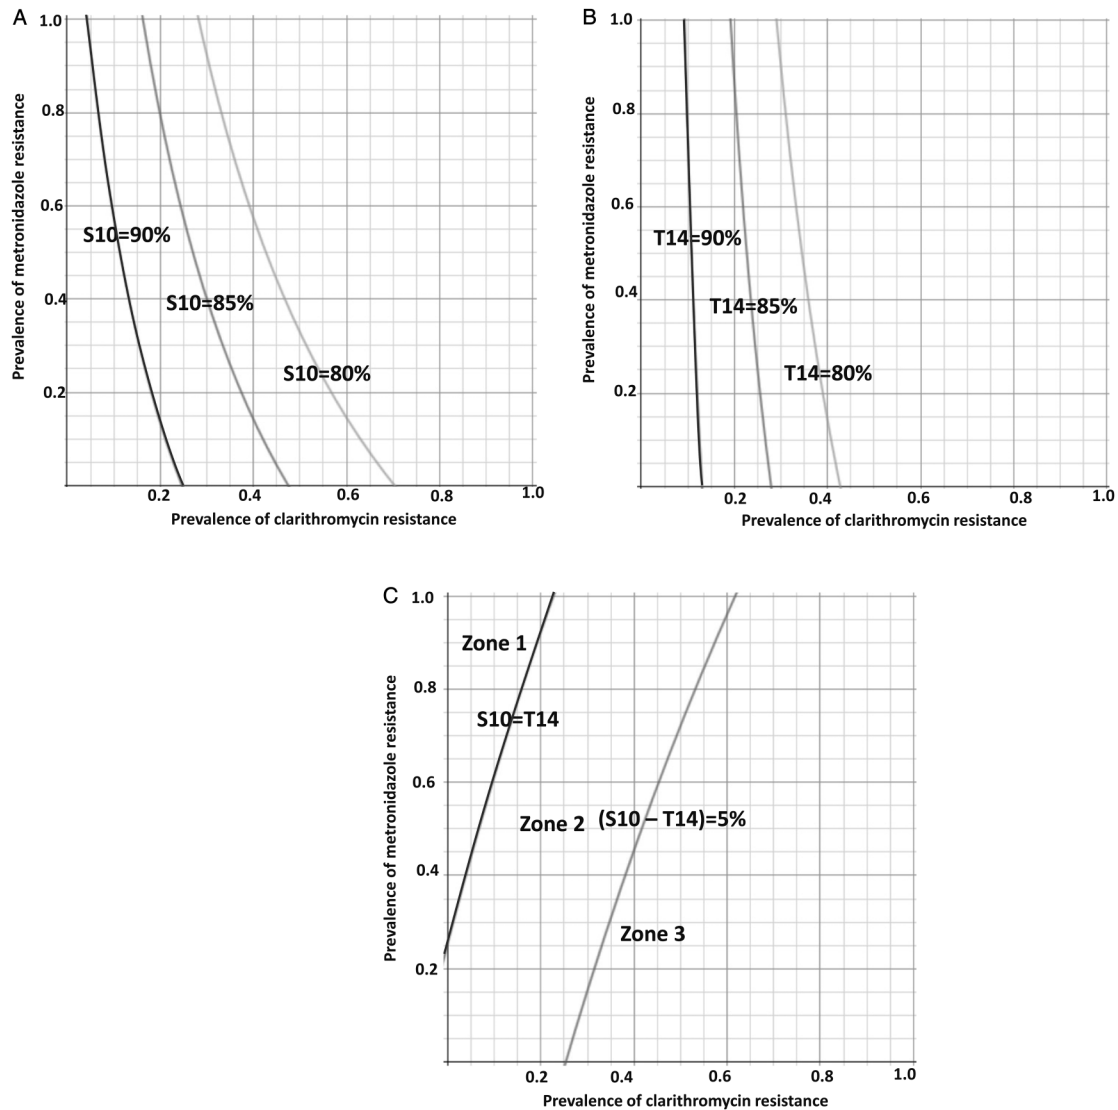 A
1.0
0.8
0.6
0.4
0.2
Prevalence of metronidazole resistance
S10=90%
S10=85%
S10=80%
0.2
0.4
0.6
0.8
1.0
Prevalence of clarithromycin resistance
B
1.0
0.8
0.6
0.4
0.2
Prevalence of metronidazole resistance
T14=90%
T14=85%
T14=80%
0.2
0.4
0.6
0.8
1.0
Prevalence of clarithromycin resistance
C
1.0
0.8
0.6
0.4
0.2
Prevalence of metronidazole resistance
Zone 1
S10=T14
Zone 2
(S10 – T14)=5%
Zone 3
0.2
0.4
0.6
0.8
1.0
Prevalence of clarithromycin resistance